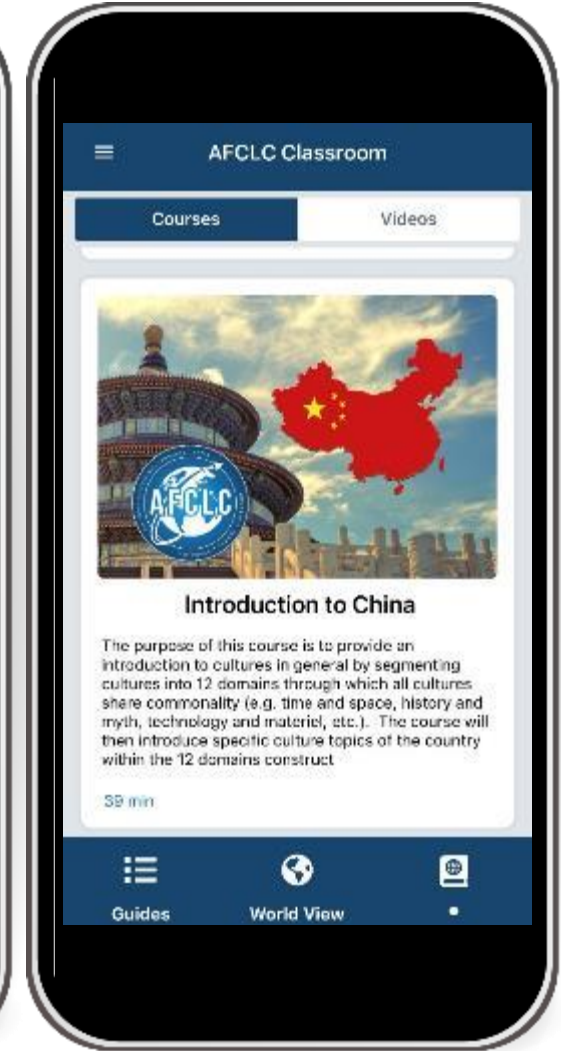 AFCLC Classroom
Courses
Videos
AFCLC
Introduction to China
The purpose of this course is to provide an
introduction to cultures in general by segmenting
cultures into 12 domains through which all cultures
share commonality (e.g. time and space, history and
myth, technology and materiel, etc.). The course will
then introduce specific culture topics of the country
within the 12 domains construct
39 min
Guides
World View